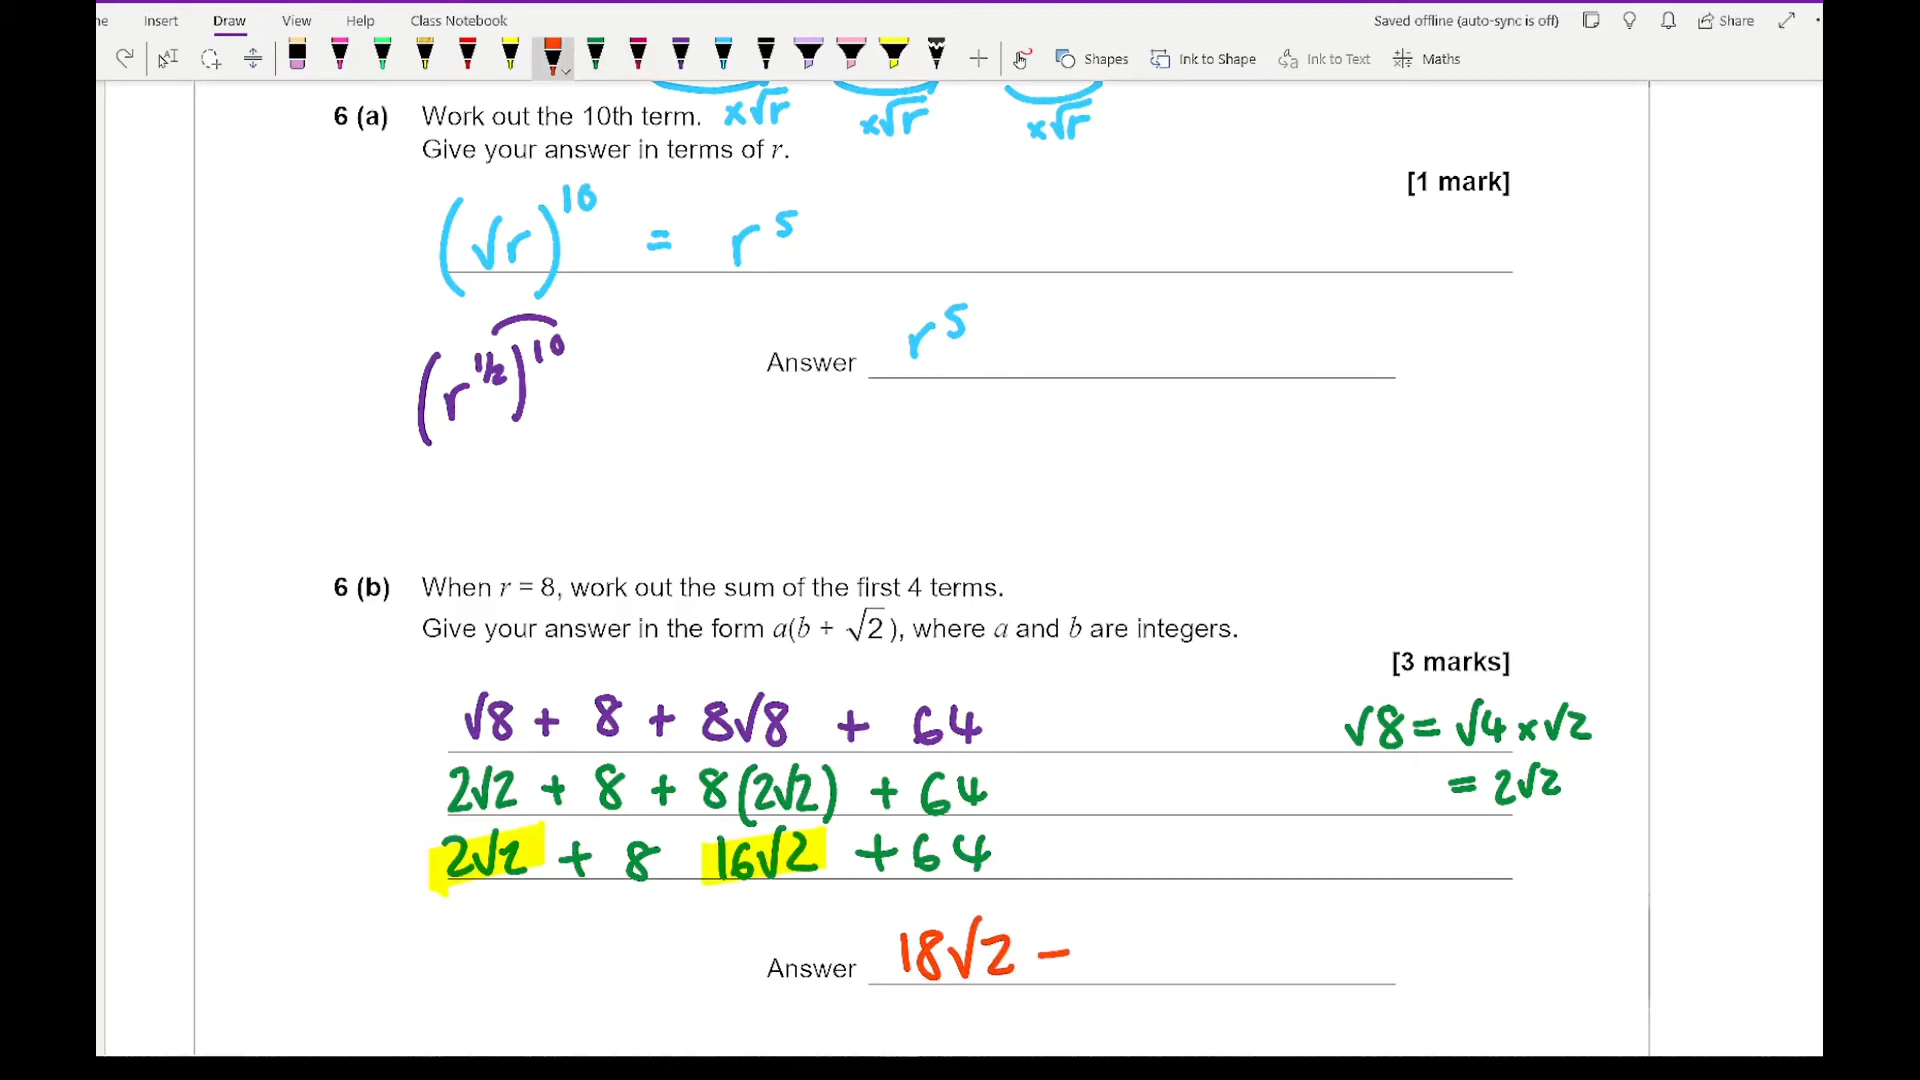 Insert Draw View Help Class Notebook Saved offline (auto-sync is off) Share
Shapes Ink to Shape Ink to Text Maths
×√r ×√r ×√r
6 (a) Work out the 10th term.
Give your answer in terms of r.
[1 mark]
(√r)¹⁰ = r⁵
(r^1/2)¹⁰
Answer r⁵
6 (b) When r = 8, work out the sum of the first 4 terms.
Give your answer in the form a(b + √2), where a and b are integers.
[3 marks]
√8 + 8 + 8√8 + 64 √8 = √4 × √2
2√2 + 8 + 8(2√2) + 64 = 2√2
2√2 + 8 16√2 + 64
Answer 18√2 −